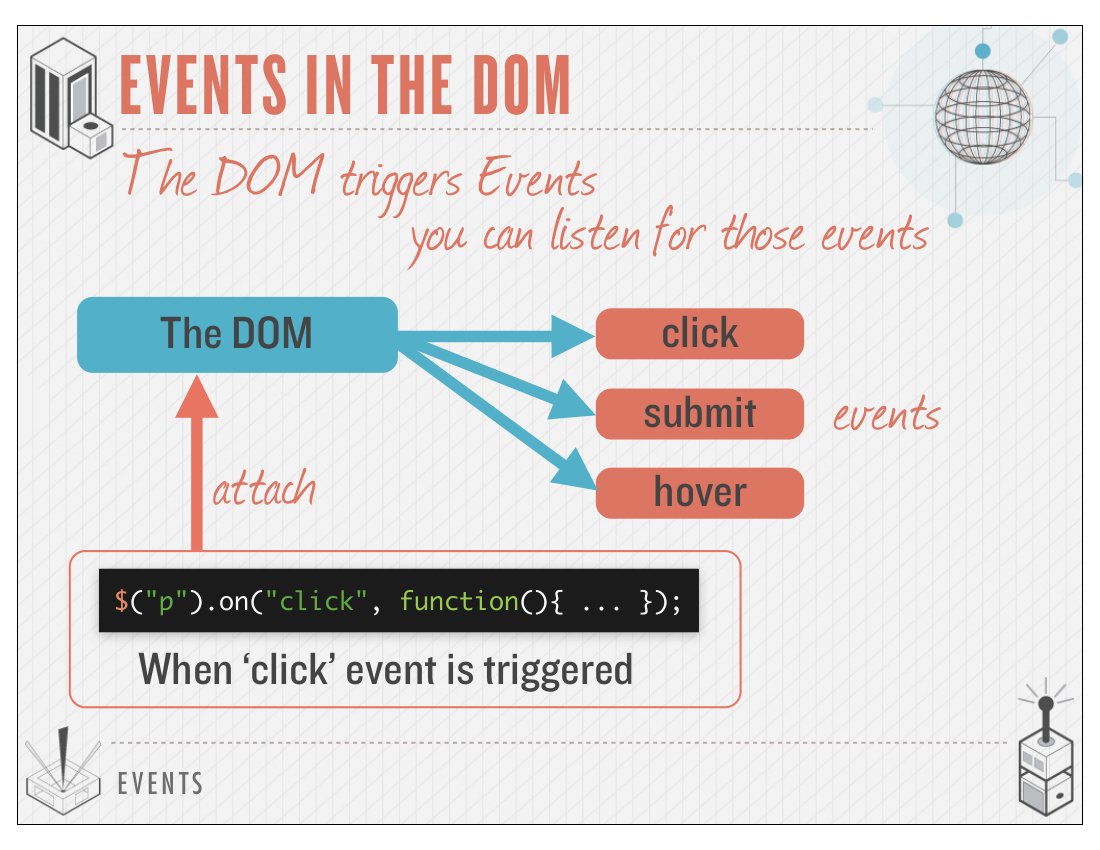 EVENTS IN THE DOM
The DOM triggers Events
you can listen for those events
The DOM
click
submit
events
hover
attach
$("p").on("click", function(){ ... });
When ‘click’ event is triggered
EVENTS